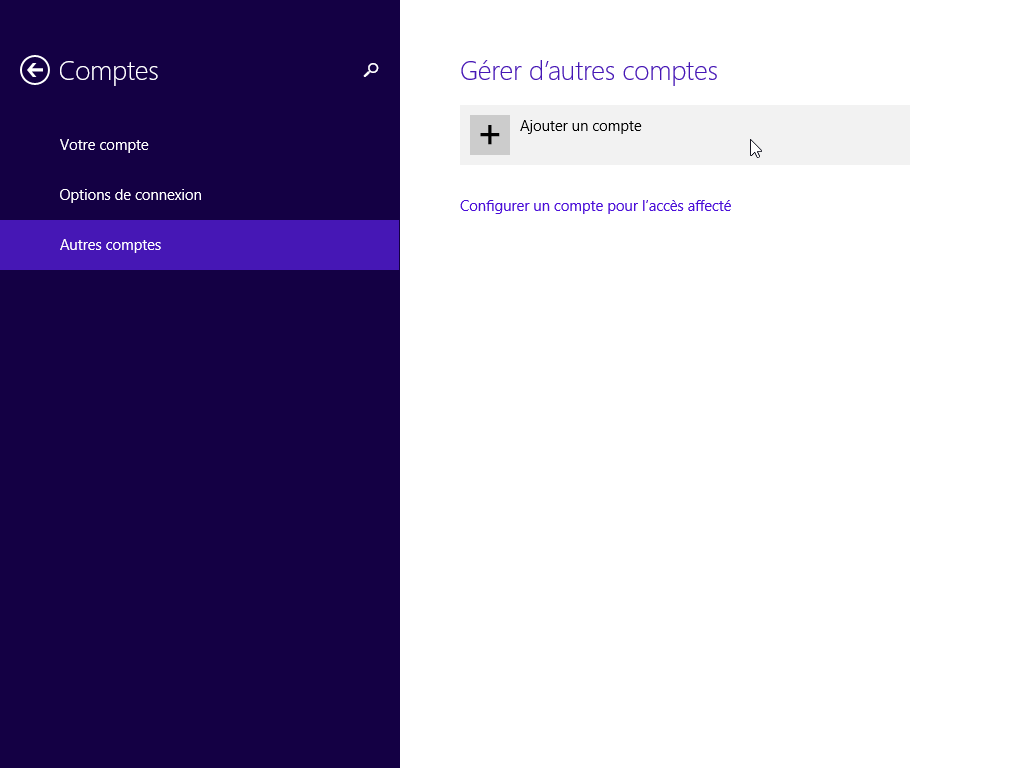 Comptes
Votre compte
Options de connexion
Autres comptes
Gérer d’autres comptes
Ajouter un compte
Configurer un compte pour l’accès affecté